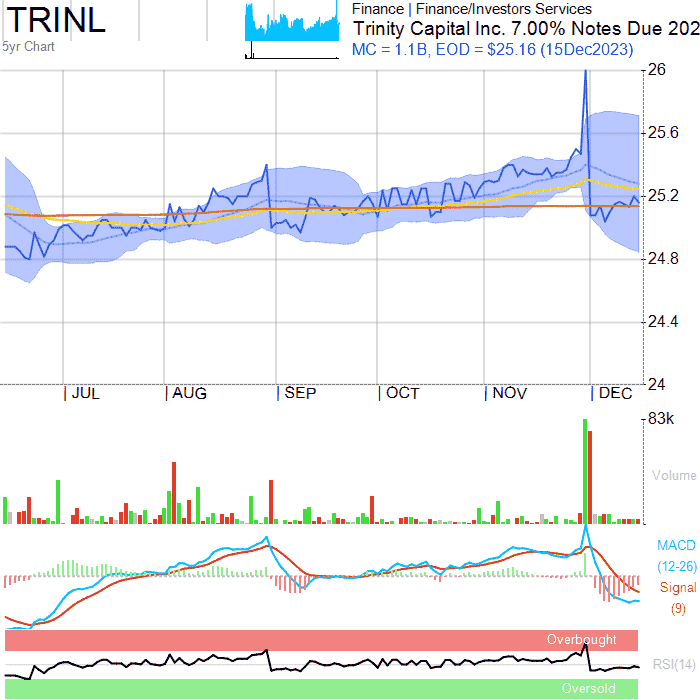 TRINL
5yr Chart
Finance | Finance/Investors Services
Trinity Capital Inc. 7.00% Notes Due 202
MC = 1.1B, EOD = $25.16 (15Dec2023)
26
25.6
25.2
24.8
24.4
24
JUL AUG SEP OCT NOV DEC
83k
Volume
MACD
(12-26)
Signal
(9)
Overbought
RSI(14)
Oversold